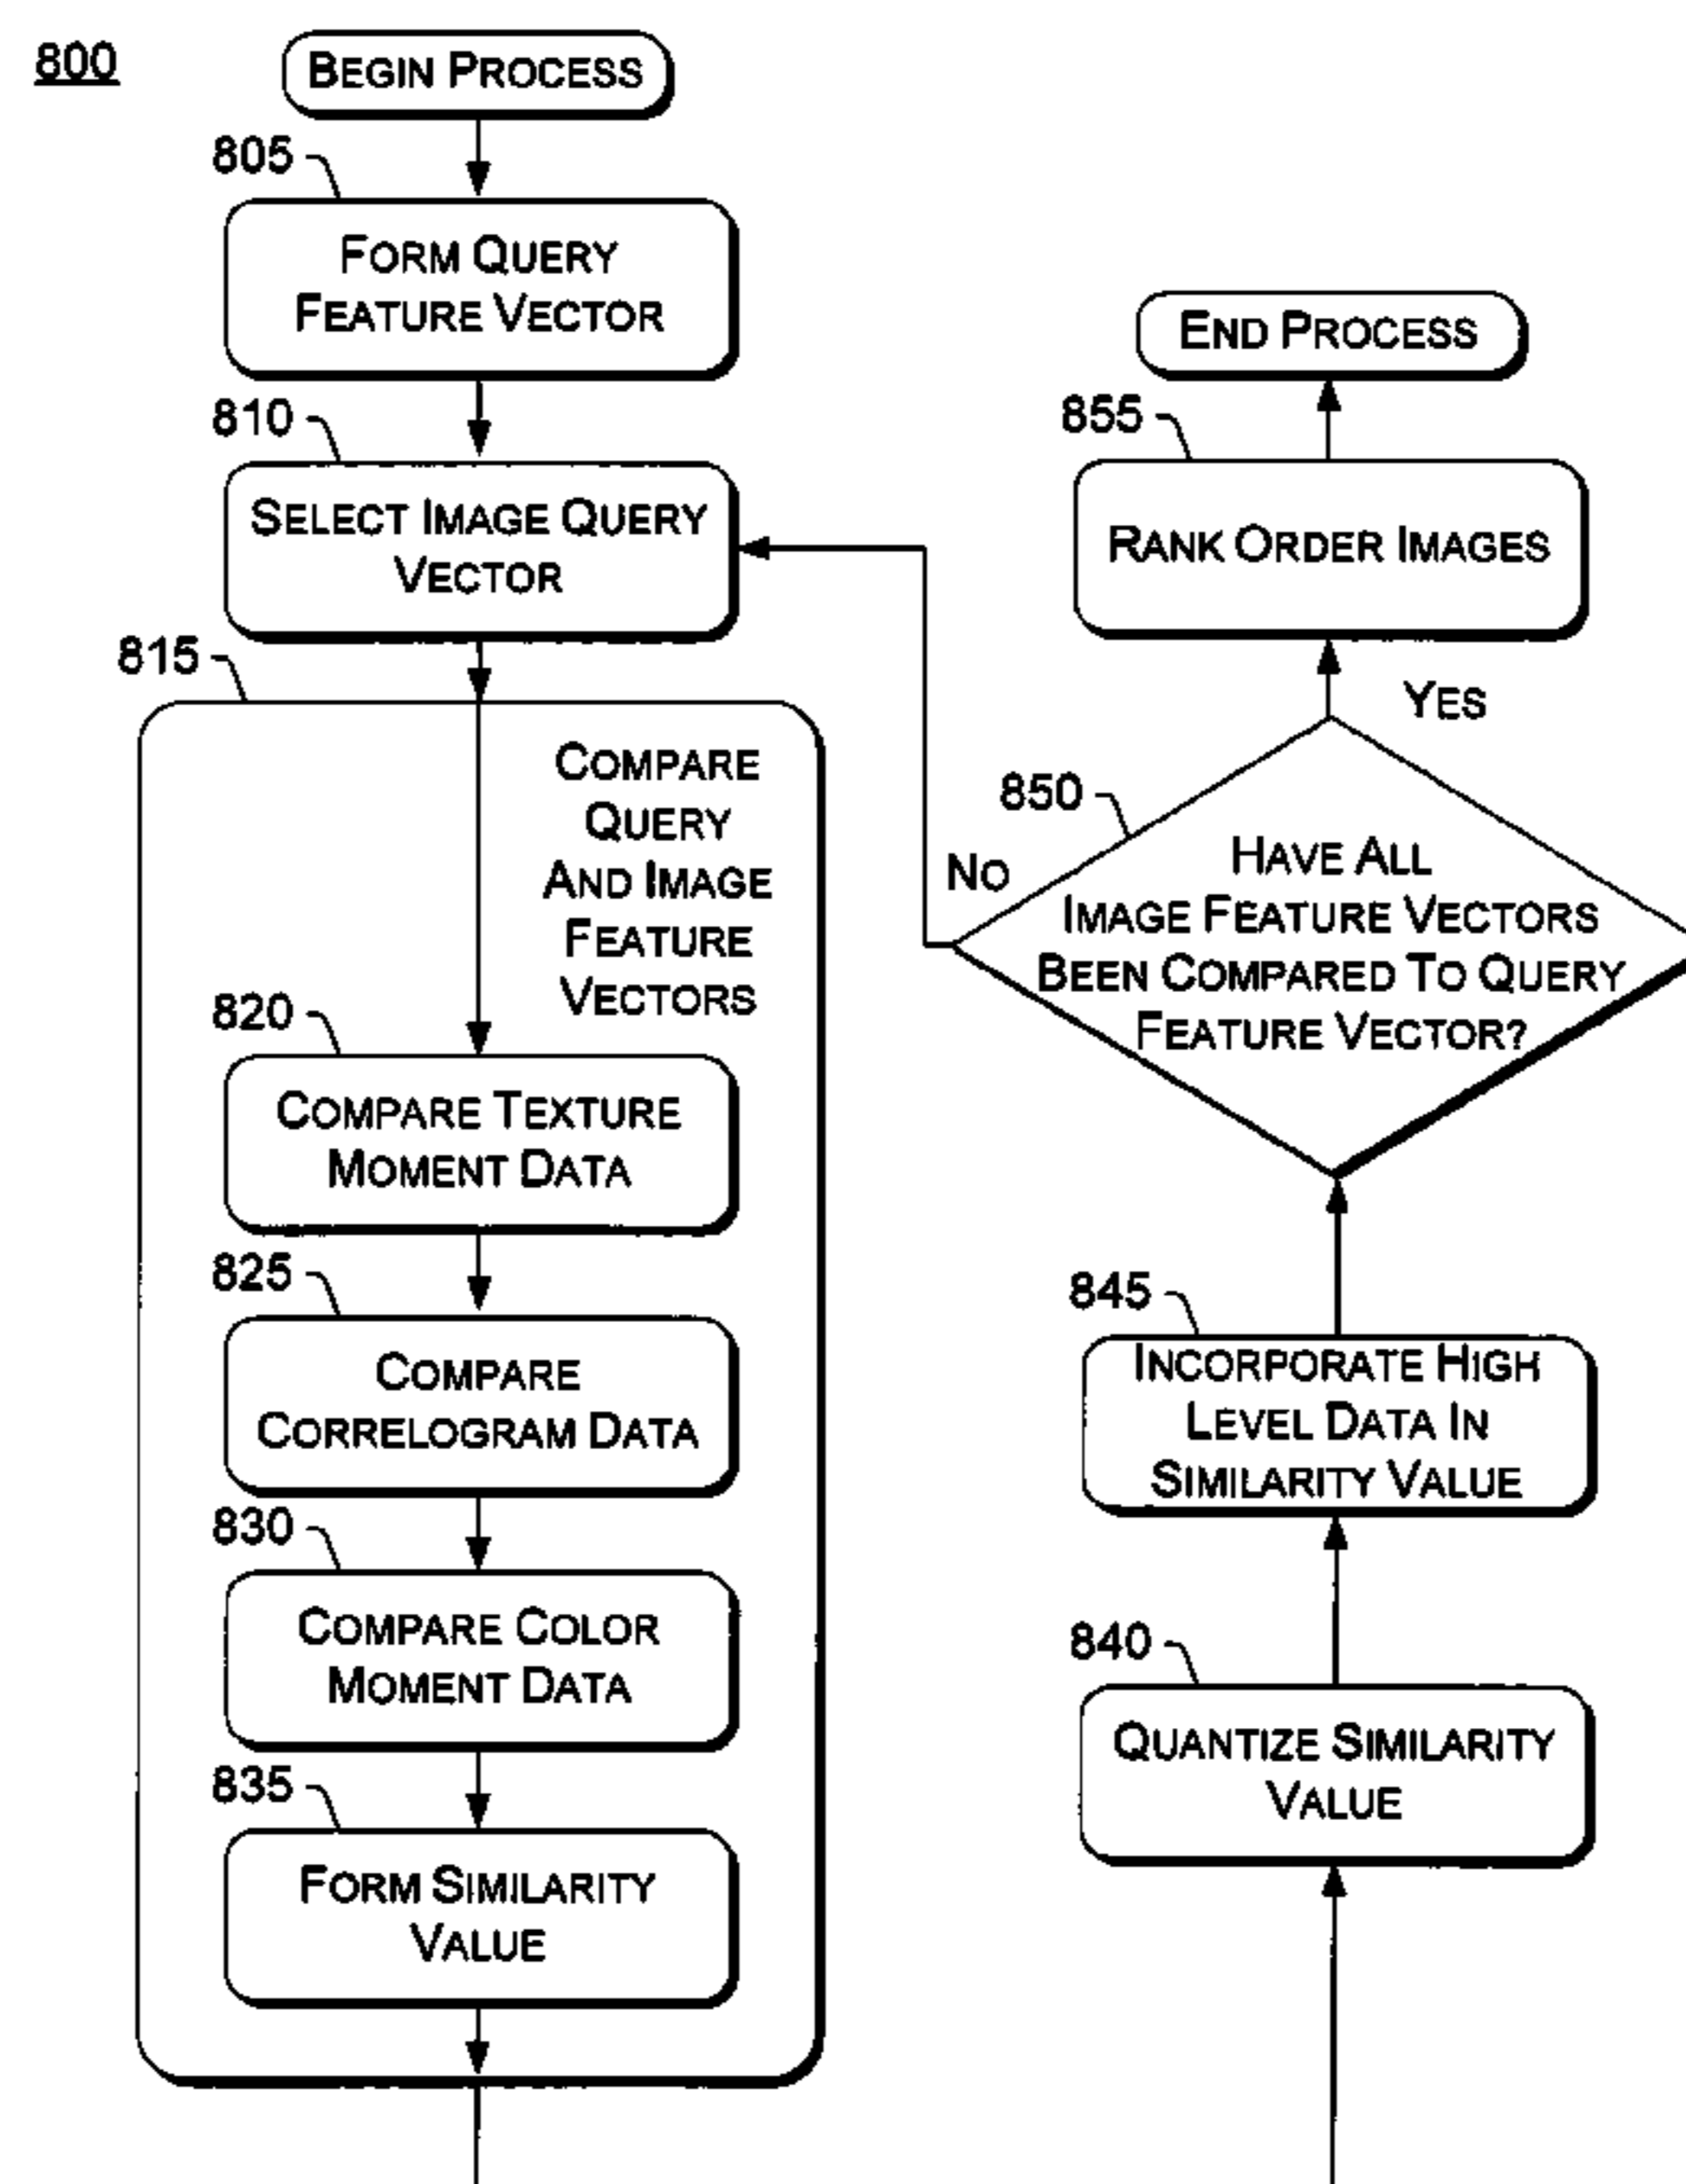 800
BEGIN PROCESS
805
FORM QUERY
FEATURE VECTOR
810
SELECT IMAGE QUERY
VECTOR
815
COMPARE
QUERY
AND IMAGE
FEATURE
VECTORS
820
COMPARE TEXTURE
MOMENT DATA
825
COMPARE
CORRELOGRAM DATA
830
COMPARE COLOR
MOMENT DATA
835
FORM SIMILARITY
VALUE
END PROCESS
855
RANK ORDER IMAGES
YES
850
NO
HAVE ALL
IMAGE FEATURE VECTORS
BEEN COMPARED TO QUERY
FEATURE VECTOR?
845
INCORPORATE HIGH
LEVEL DATA IN
SIMILARITY VALUE
840
QUANTIZE SIMILARITY
VALUE